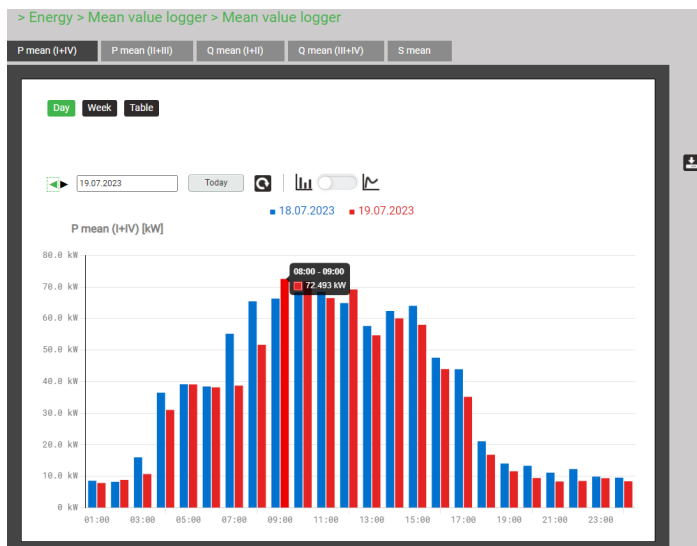 > Energy > Mean value logger > Mean value logger
P mean (I+IV) P mean (II+III) Q mean (I+II) Q mean (III+IV) S mean
Day Week Table
19.07.2023 Today
18.07.2023 19.07.2023
P mean (I+IV) [kW]
80.0 kW
08:00 - 09:00
72.493 kW
70.0 kW
60.0 kW
50.0 kW
40.0 kW
30.0 kW
20.0 kW
10.0 kW
0 kW
01:00 03:00 05:00 07:00 09:00 11:00 13:00 15:00 17:00 19:00 21:00 23:00